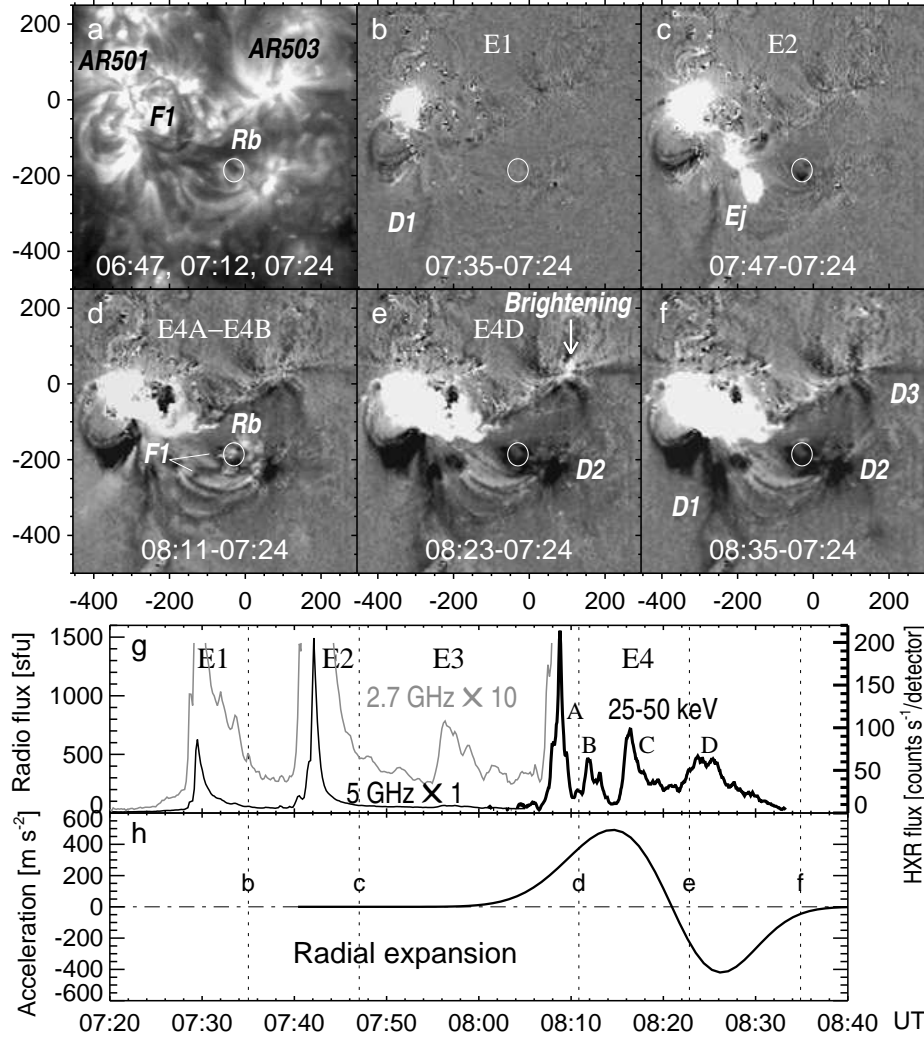 200
0
-200
-400
a
AR501
AR503
F1
Rb
06:47, 07:12, 07:24
b
E1
D1
07:35-07:24
c
E2
Ej
07:47-07:24
200
0
-200
-400
d
E4A–E4B
Rb
F1
08:11-07:24
e
Brightening
E4D
D2
08:23-07:24
f
D3
D2
D1
08:35-07:24
-400 -200 0 200 -400 -200 0 200 -400 -200 0 200
Radio flux [sfu]
1500
1000
500
0
g
E1
E2
E3
E4
2.7 GHz X 10
5 GHz X 1
25-50 keV
A
B
C
D
200
150
100
50
0
HXR flux [counts s-1/detector]
Acceleration [m s-2]
600
400
200
0
-200
-400
-600
h
b
c
d
e
f
Radial expansion
07:20 07:30 07:40 07:50 08:00 08:10 08:20 08:30 08:40 UT